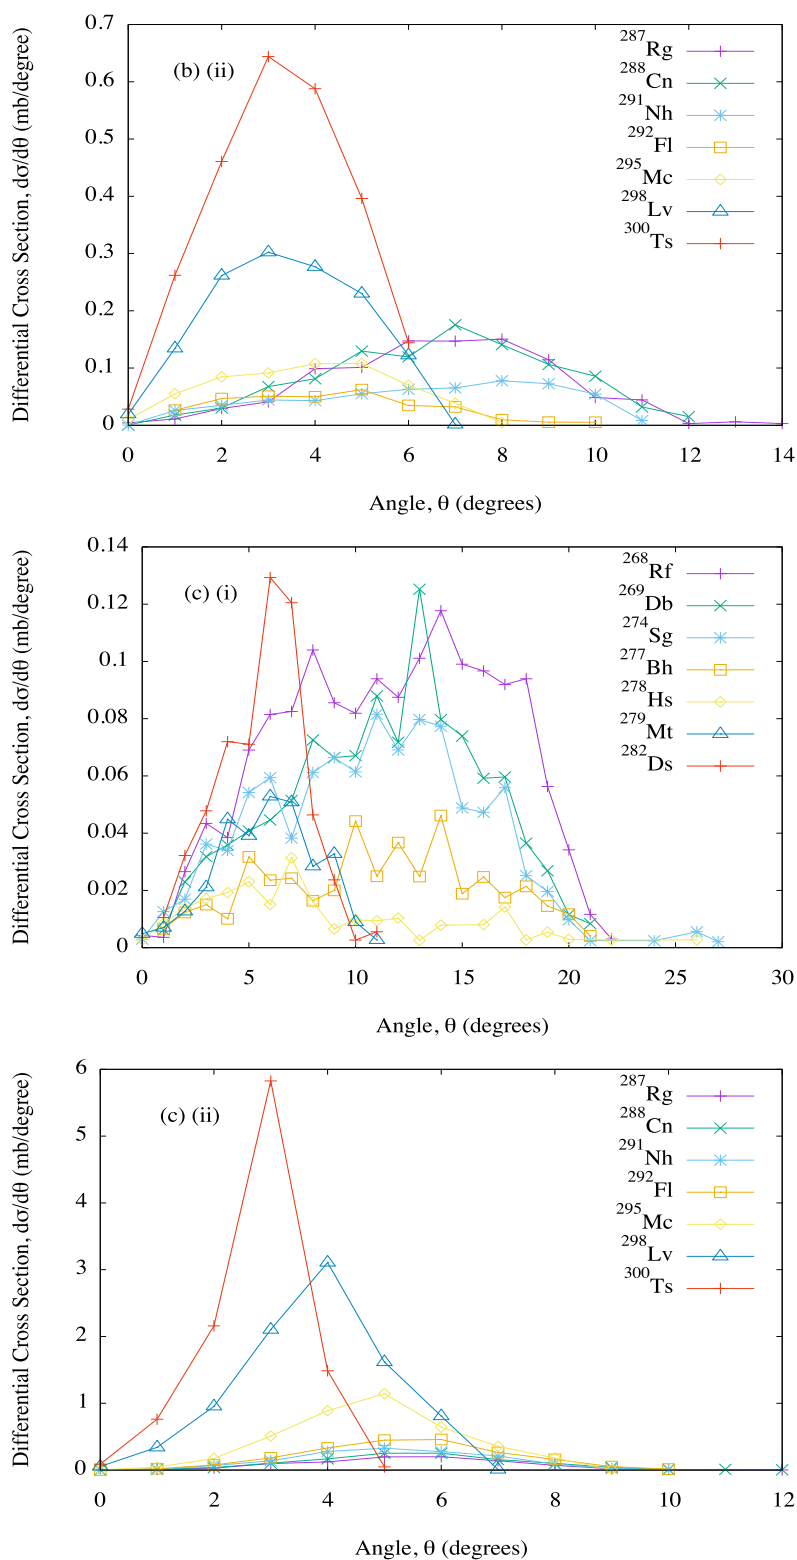 Differential Cross Section, dσ/dθ (mb/degree)
0.7
0.6
0.5
0.4
0.3
0.2
0.1
0
(b) (ii)
287Rg
288Cn
291Nh
292Fl
295Mc
298Lv
300Ts
0 2 4 6 8 10 12 14
Angle, θ (degrees)
Differential Cross Section, dσ/dθ (mb/degree)
0.14
0.12
0.1
0.08
0.06
0.04
0.02
0
(c) (i)
268Rf
269Db
274Sg
277Bh
278Hs
279Mt
282Ds
0 5 10 15 20 25 30
Angle, θ (degrees)
Differential Cross Section, dσ/dθ (mb/degree)
6
5
4
3
2
1
0
(c) (ii)
287Rg
288Cn
291Nh
292Fl
295Mc
298Lv
300Ts
0 2 4 6 8 10 12
Angle, θ (degrees)